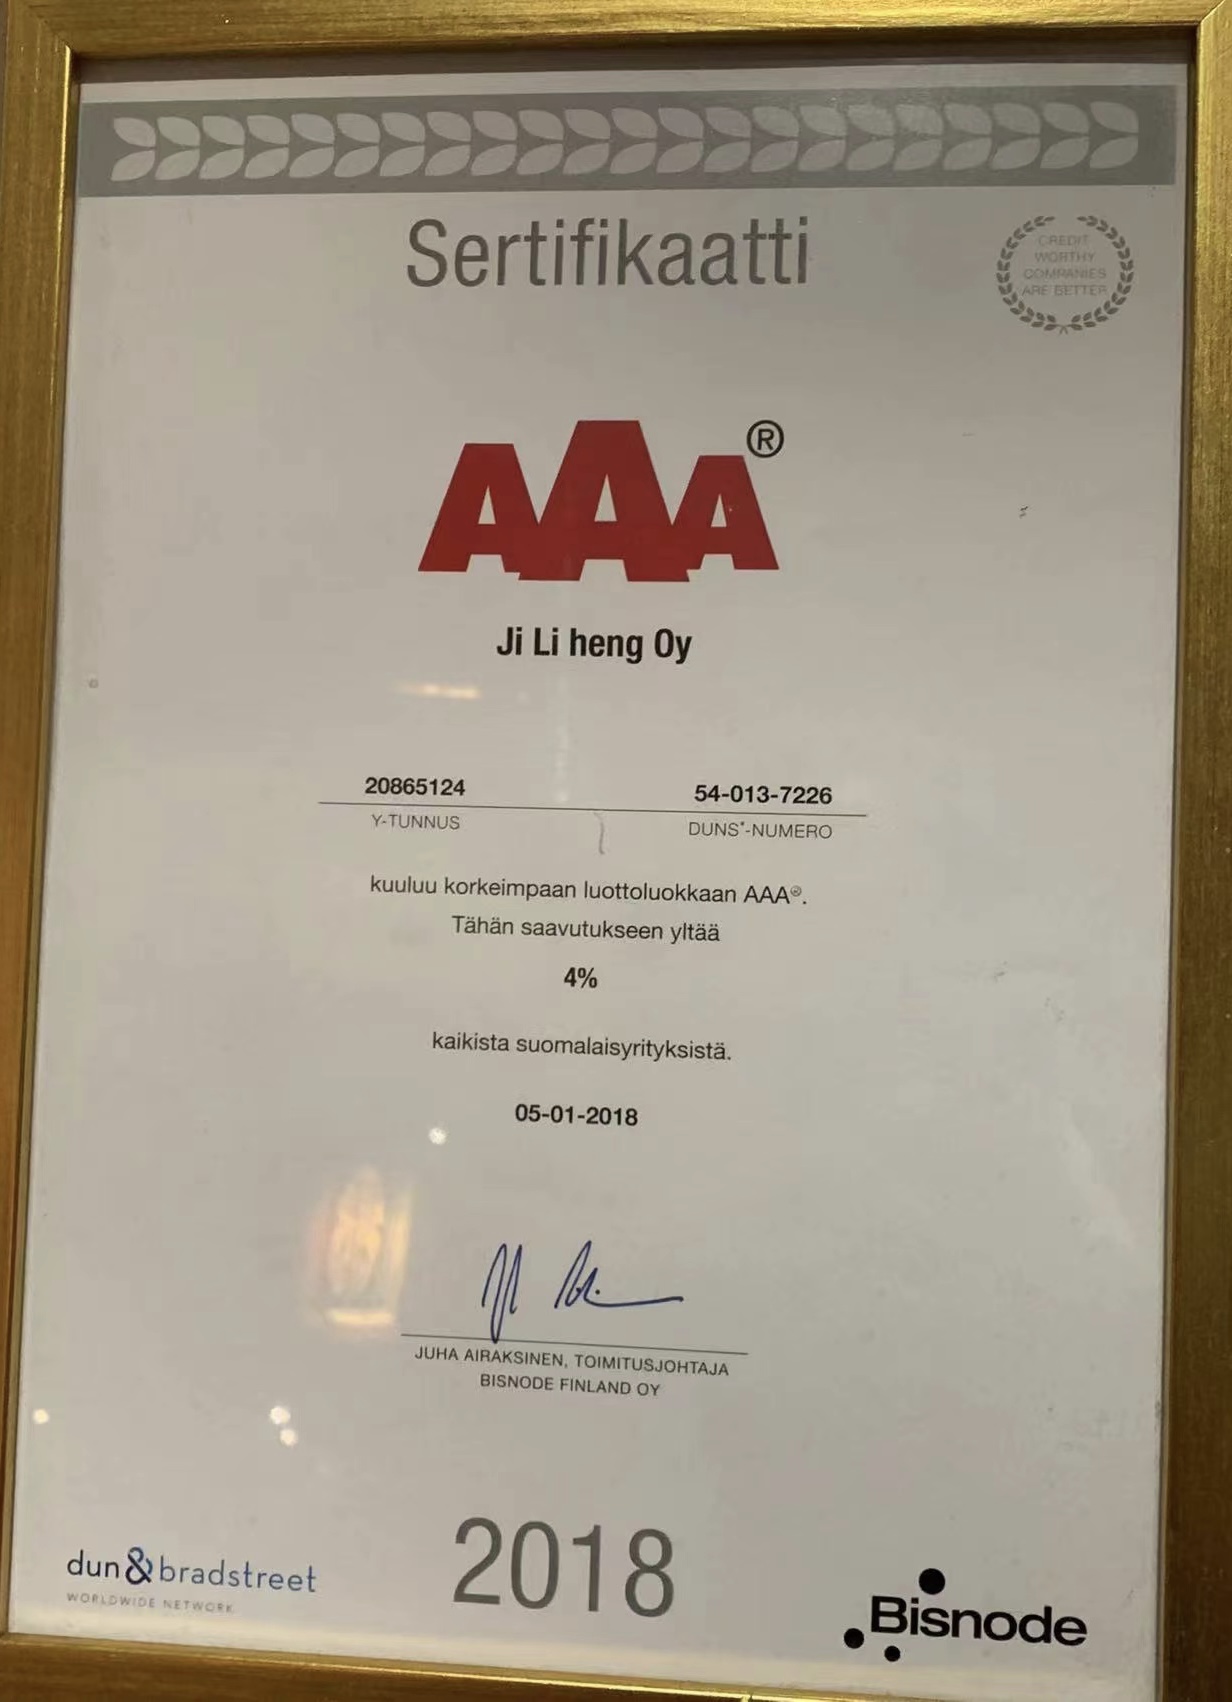 Sertifikaatti
CREDIT
WORTHY
COMPANIES
ARE BETTER
AAA®
Ji Li heng Oy
20865124 54-013-7226
Y-TUNNUS DUNS®-NUMERO
kuuluu korkeimpaan luottoluokkaan AAA®.
Tähän saavutukseen yltää
4%
kaikista suomalaisyrityksistä.
05-01-2018
JUHA AIRAKSINEN, TOIMITUSJOHTAJA
BISNODE FINLAND OY
2018
dun&bradstreet
WORLDWIDE NETWORK
Bisnode